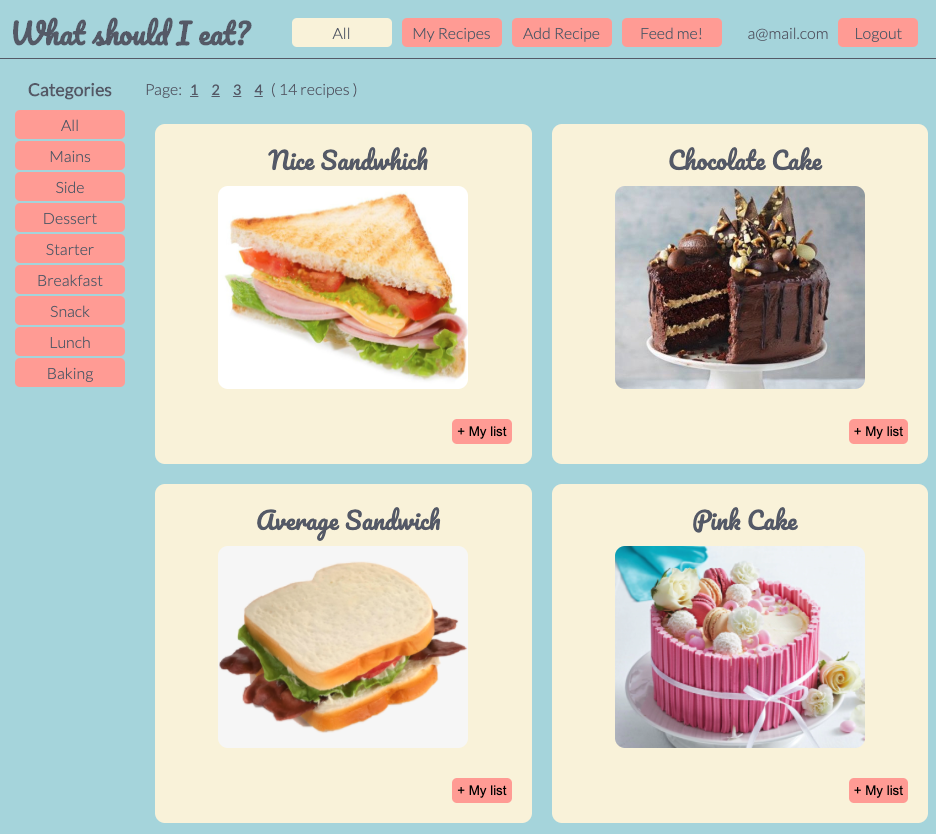 What should I eat?
All
My Recipes
Add Recipe
Feed me!
a@mail.com
Logout
Categories
All
Mains
Side
Dessert
Starter
Breakfast
Snack
Lunch
Baking
Page: 1 2 3 4 ( 14 recipes )
Nice Sandwhich
+ My list
Chocolate Cake
+ My list
Average Sandwich
+ My list
Pink Cake
+ My list